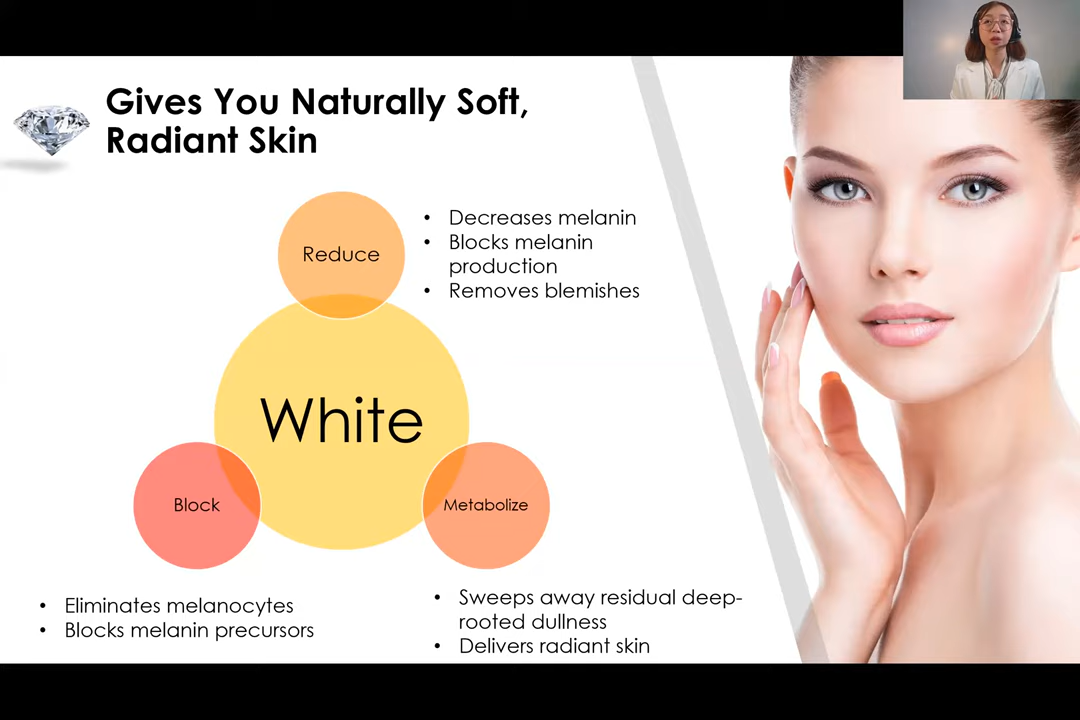 Gives You Naturally Soft,
Radiant Skin
Reduce
• Decreases melanin
• Blocks melanin
production
• Removes blemishes
White
Block
Metabolize
• Eliminates melanocytes
• Blocks melanin precursors
• Sweeps away residual deep-
rooted dullness
• Delivers radiant skin